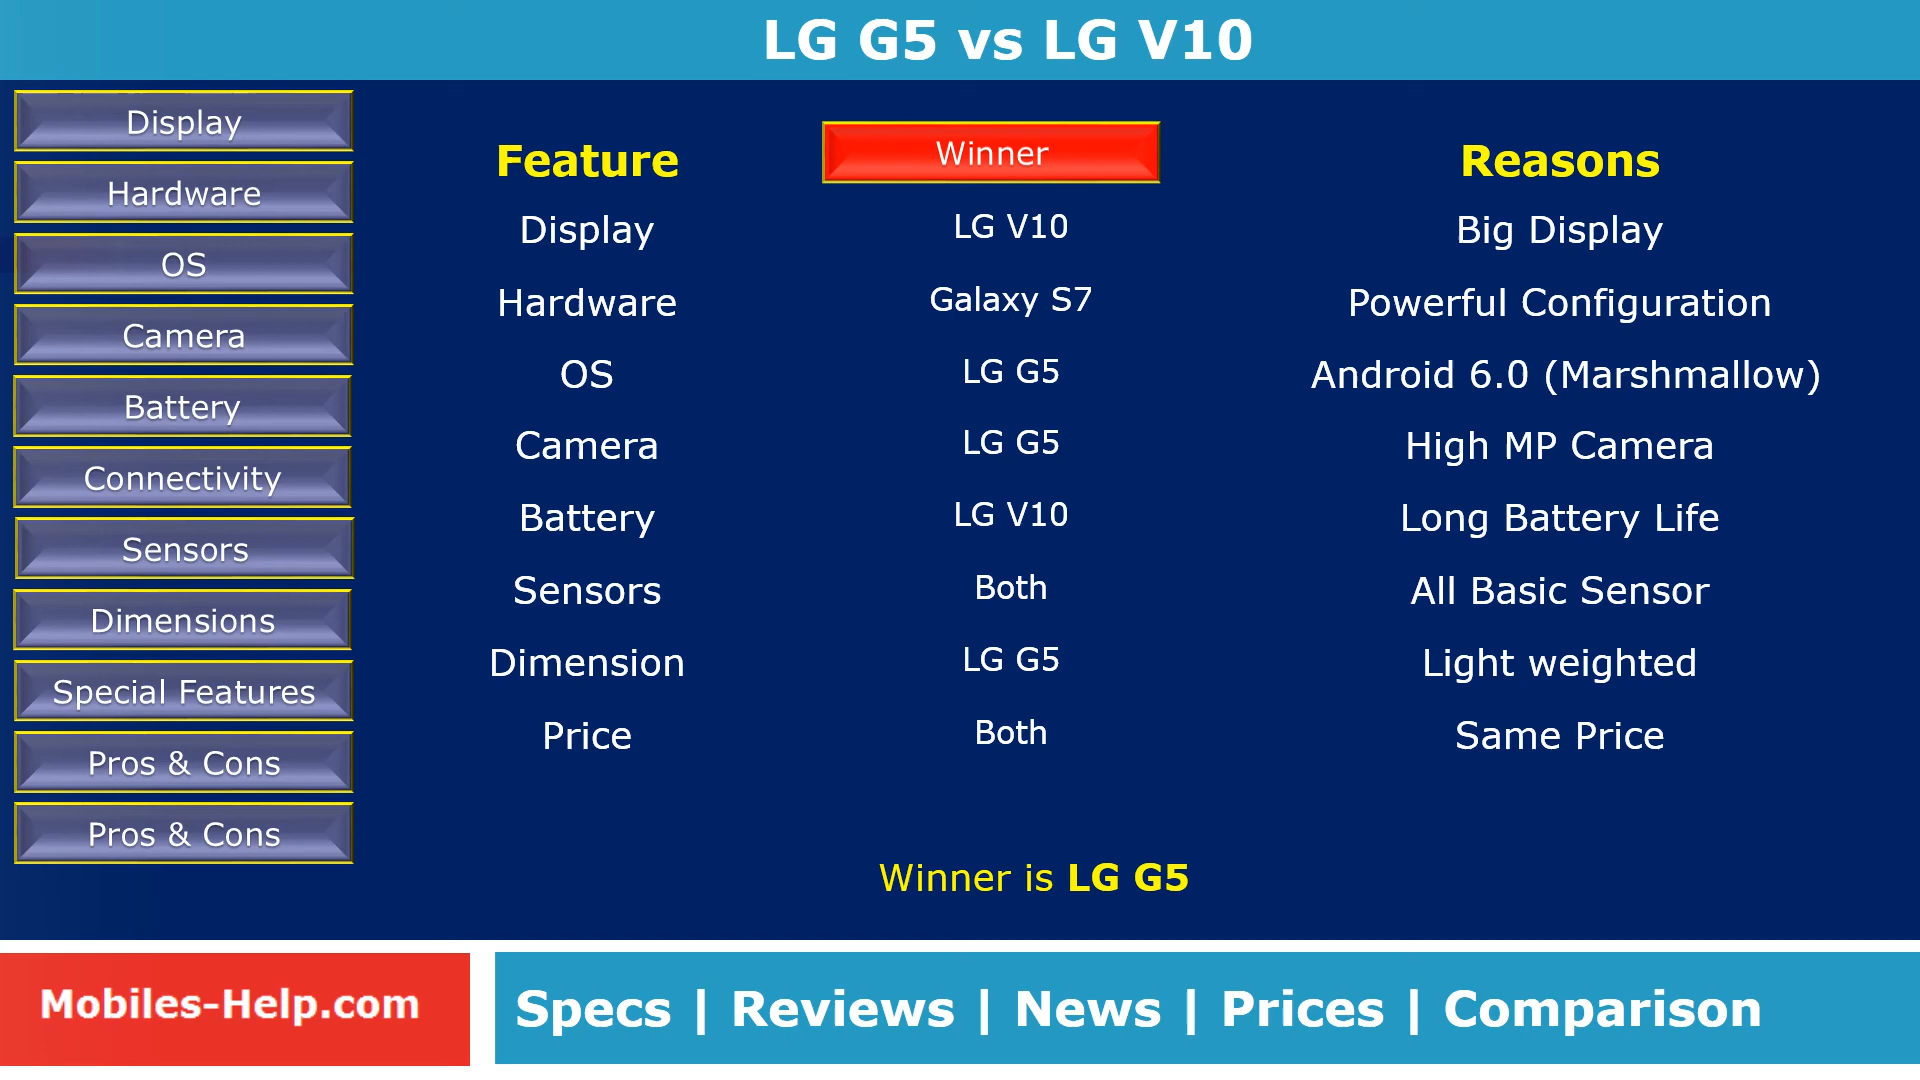 LG G5 vs LG V10
Display
Hardware
OS
Camera
Battery
Connectivity
Sensors
Dimensions
Special Features
Pros & Cons
Pros & Cons
Feature Winner Reasons
Display LG V10 Big Display
Hardware Galaxy S7 Powerful Configuration
OS LG G5 Android 6.0 (Marshmallow)
Camera LG G5 High MP Camera
Battery LG V10 Long Battery Life
Sensors Both All Basic Sensor
Dimension LG G5 Light weighted
Price Both Same Price
Winner is LG G5
Mobiles-Help.com
Specs | Reviews | News | Prices | Comparison